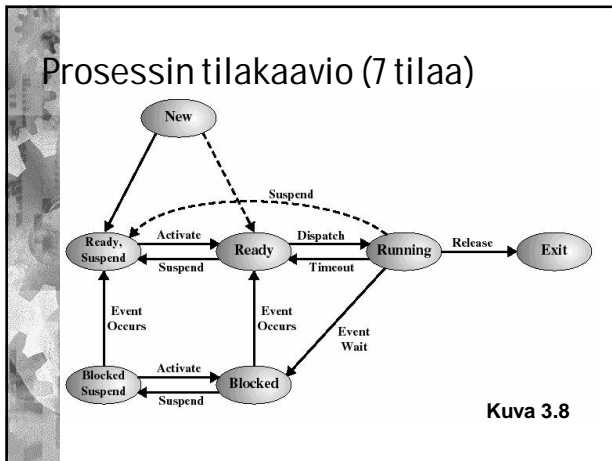 Prosessin tilakaavio (7 tilaa)
New
Suspend
Ready,
Suspend
Activate
Suspend
Ready
Dispatch
Timeout
Running
Release
Exit
Event
Occurs
Event
Occurs
Event
Wait
Blocked
Suspend
Activate
Suspend
Blocked
Kuva 3.8